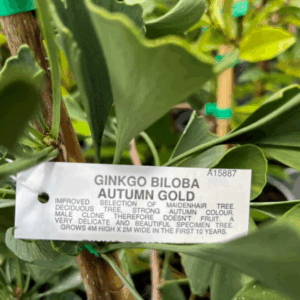 A15887
GINKGO BILOBA
AUTUMN GOLD
IMPROVED SELECTION OF MAIDENHAIR TREE.
DECIDUOUS TREE, STRONG AUTUMN COLOUR.
MALE CLONE THEREFORE DOESN'T FRUIT. A
VERY DELICATE AND BEAUTIFUL SPECIMEN TREE.
GROWS 4M HIGH X 2M WIDE IN THE FIRST 10 YEARS.